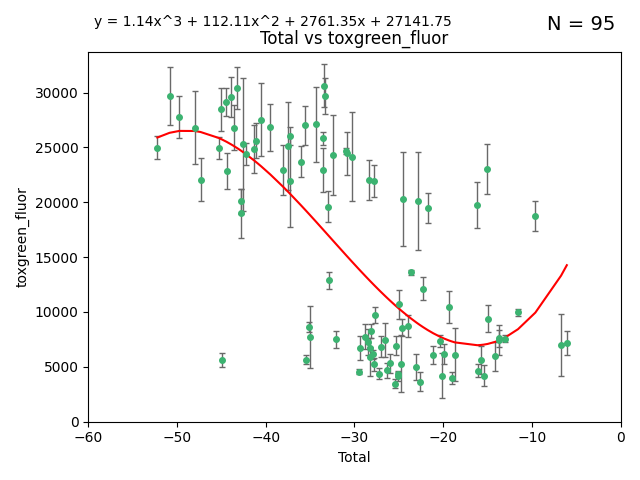 y = 1.14x^3 + 112.11x^2 + 2761.35x + 27141.75
N = 95
Total vs toxgreen_fluor
30000
25000
20000
15000
10000
5000
0
toxgreen_fluor
−60
−50
−40
−30
−20
−10
0
Total